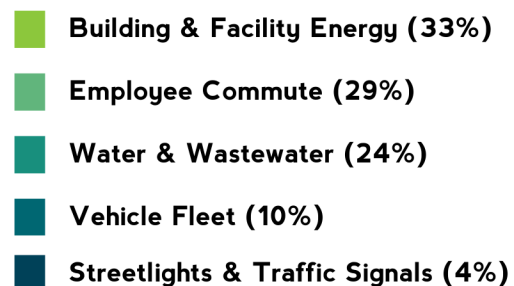 Building & Facility Energy (33%)
Employee Commute (29%)
Water & Wastewater (24%)
Vehicle Fleet (10%)
Streetlights & Traffic Signals (4%)